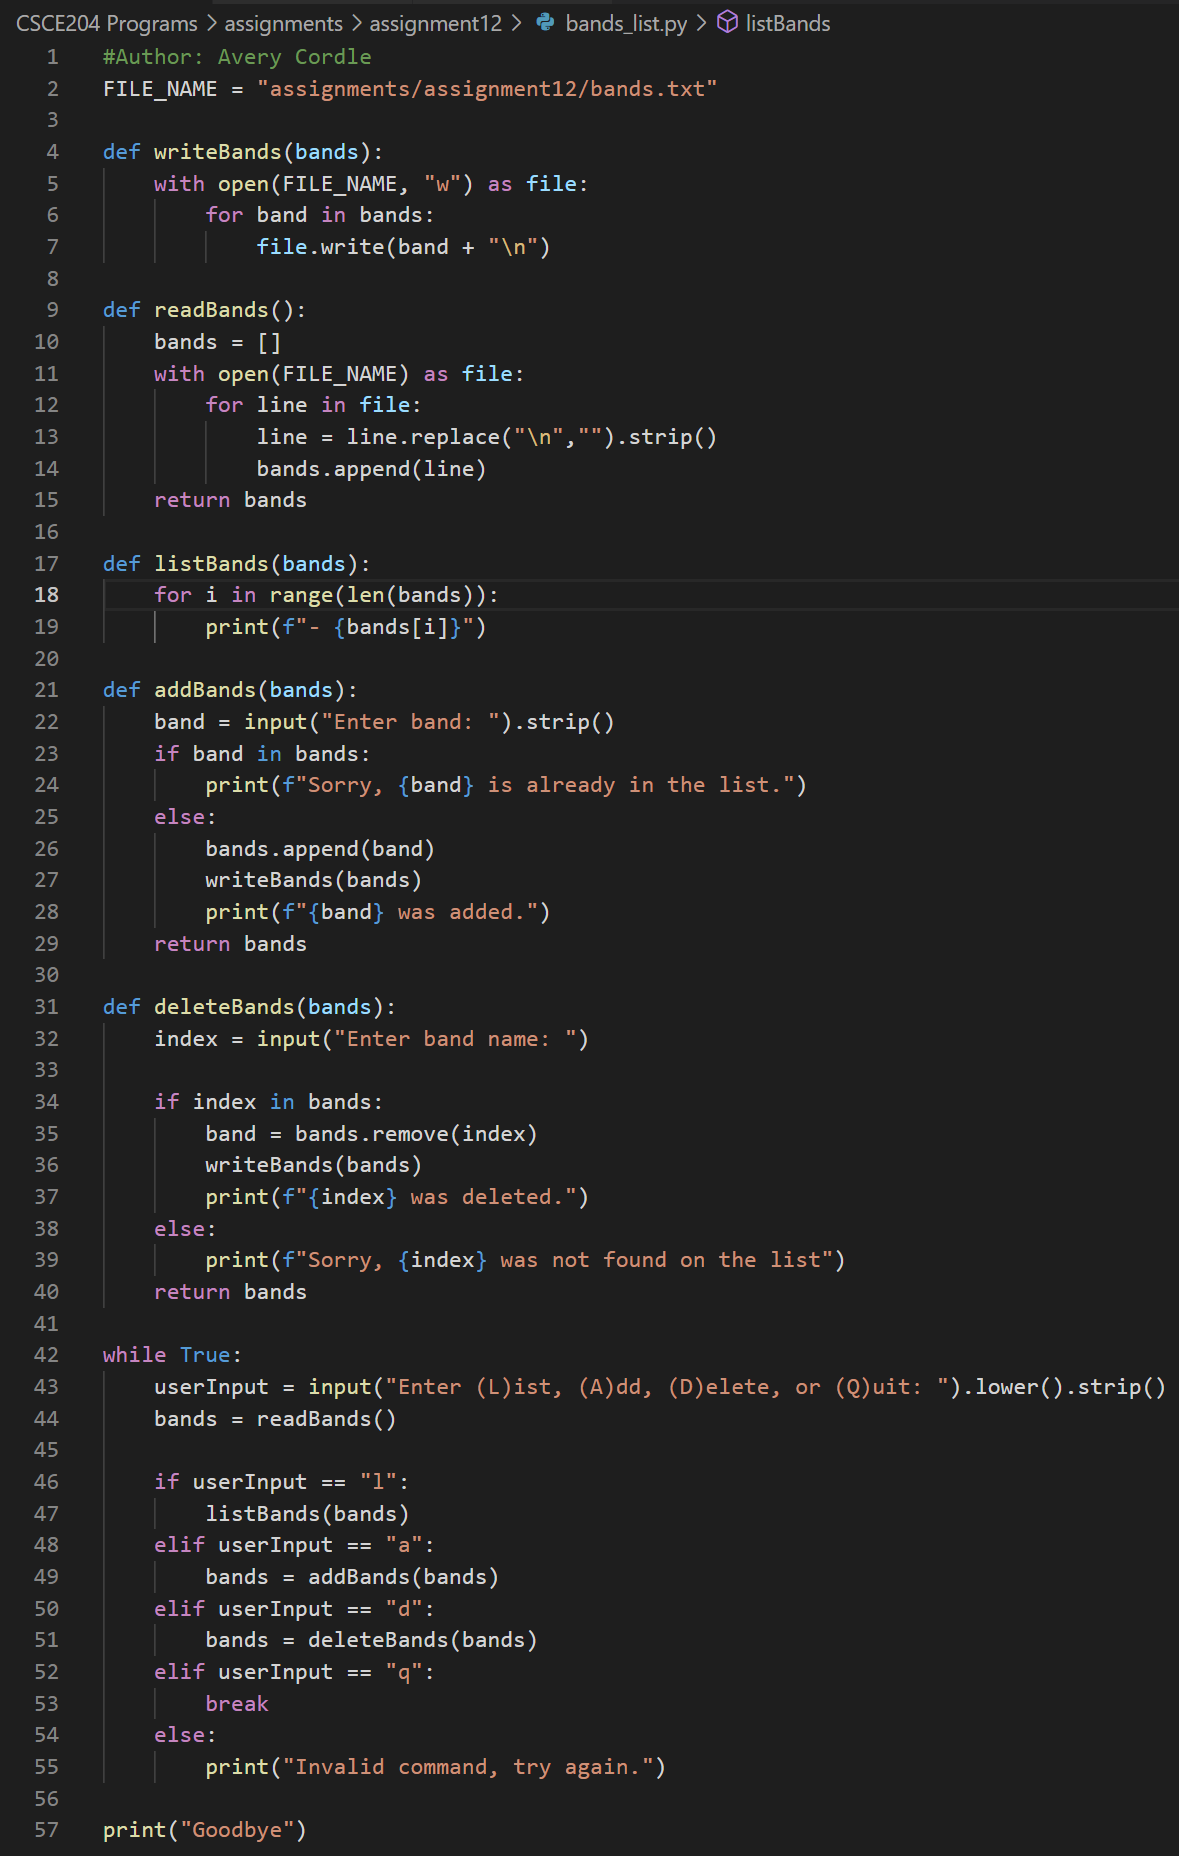 CSCE204 Programs > assignments > assignment12 > bands_list.py > listBands
1 #Author: Avery Cordle
2 FILE_NAME = "assignments/assignment12/bands.txt"
3
4 def writeBands(bands):
5     with open(FILE_NAME, "w") as file:
6         for band in bands:
7             file.write(band + "\n")
8
9 def readBands():
10     bands = []
11     with open(FILE_NAME) as file:
12         for line in file:
13             line = line.replace("\n","").strip()
14             bands.append(line)
15     return bands
16
17 def listBands(bands):
18     for i in range(len(bands)):
19         print(f"- {bands[i]}")
20
21 def addBands(bands):
22     band = input("Enter band: ").strip()
23     if band in bands:
24         print(f"Sorry, {band} is already in the list.")
25     else:
26         bands.append(band)
27         writeBands(bands)
28         print(f"{band} was added.")
29     return bands
30
31 def deleteBands(bands):
32     index = input("Enter band name: ")
33
34     if index in bands:
35         band = bands.remove(index)
36         writeBands(bands)
37         print(f"{index} was deleted.")
38     else:
39         print(f"Sorry, {index} was not found on the list")
40     return bands
41
42 while True:
43     userInput = input("Enter (L)ist, (A)dd, (D)elete, or (Q)uit: ").lower().strip()
44     bands = readBands()
45
46     if userInput == "l":
47         listBands(bands)
48     elif userInput == "a":
49         bands = addBands(bands)
50     elif userInput == "d":
51         bands = deleteBands(bands)
52     elif userInput == "q":
53         break
54     else:
55         print("Invalid command, try again.")
56
57 print("Goodbye")